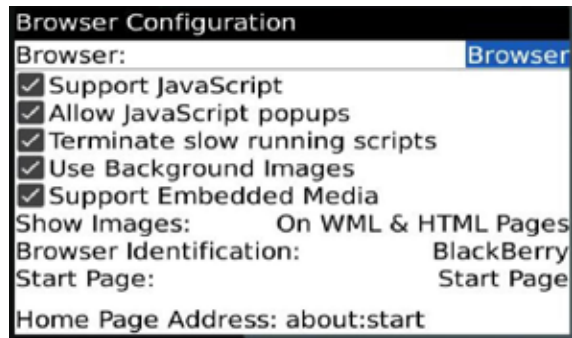 Browser Configuration
Browser: Browser
Support JavaScript
Allow JavaScript popups
Terminate slow running scripts
Use Background Images
Support Embedded Media
Show Images: On WML & HTML Pages
Browser Identification: BlackBerry
Start Page: Start Page
Home Page Address: about:start